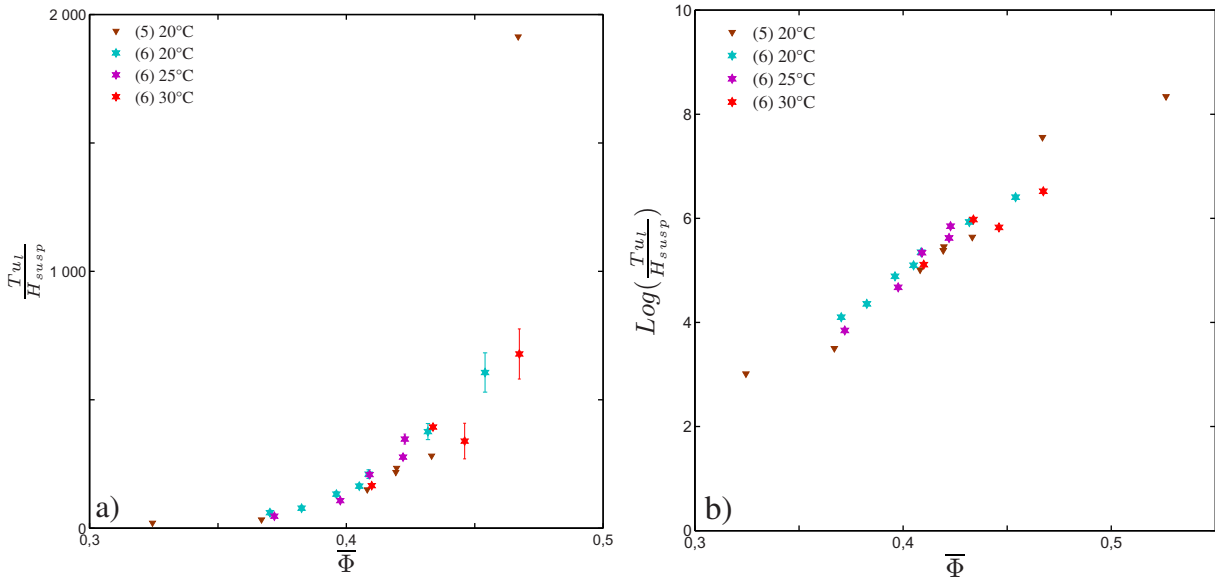 2 000
1 000
0
0,3
0,4
0,5
Tu_l
H_susp
Φ
(5) 20°C
(6) 20°C
(6) 25°C
(6) 30°C
a)
10
8
6
4
2
0
0,3
0,4
0,5
Log(Tu_l/H_susp)
Φ
(5) 20°C
(6) 20°C
(6) 25°C
(6) 30°C
b)